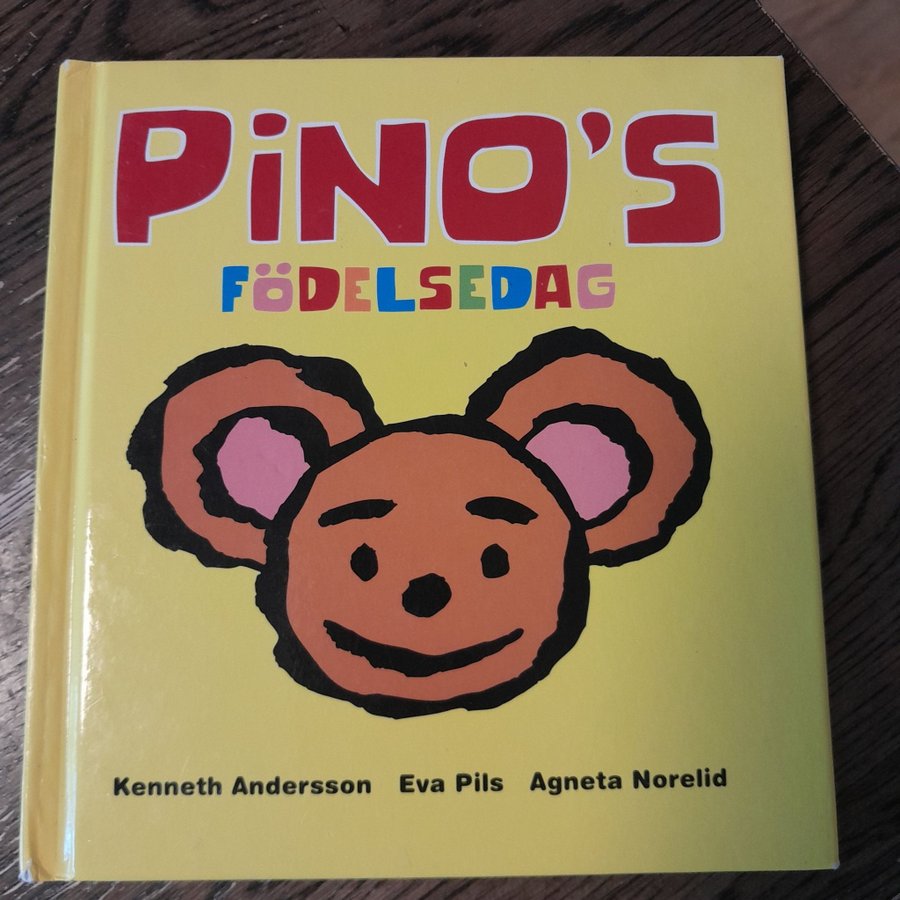 PiNO'S
FÖDELSEDAG
Kenneth Andersson Eva Pils Agneta Norelid